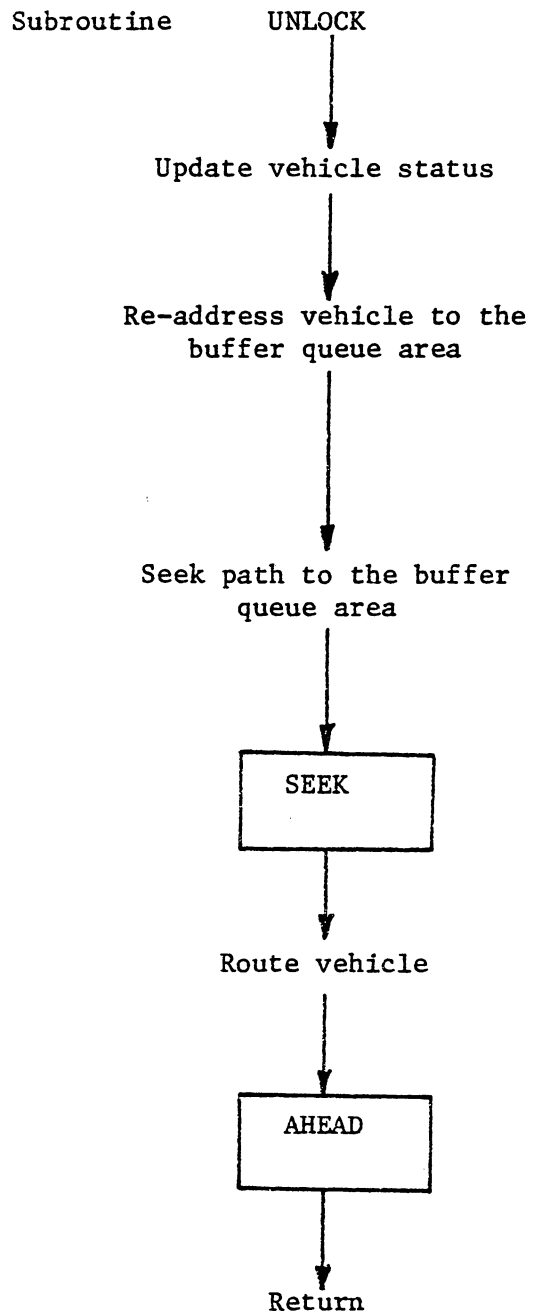 Subroutine UNLOCK
Update vehicle status
Re-address vehicle to the
buffer queue area
Seek path to the buffer
queue area
SEEK
Route vehicle
AHEAD
Return